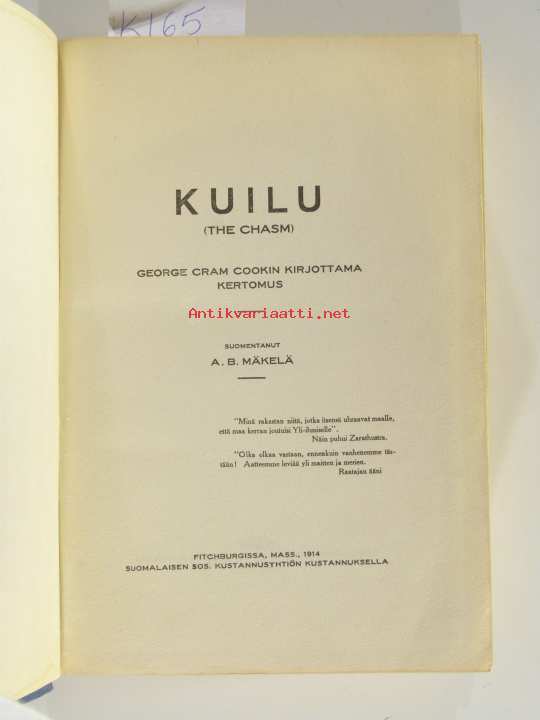 K165
KUILU
(THE CHASM)
GEORGE CRAM COOKIN KIRJOTTAMA
KERTOMUS
Antikvariaatti.net
SUOMENTANUT
A. B. MÄKELÄ
"Minä rakastan niitä, jotka itsensä uhraavat maalle,
että maa kerran joutuisi Yli-ihmiselle".
Näin puhui Zarathustra.
"Olka olkaa vastaan, ennenkuin vanhenemme täs-
tään! Aatteemme leviää yli maitten ja merien.
Raatajan ääni
FITCHBURGISSA, MASS., 1914
SUOMALAISEN SOS. KUSTANNUSYHTIÖN KUSTANNUKSELLA